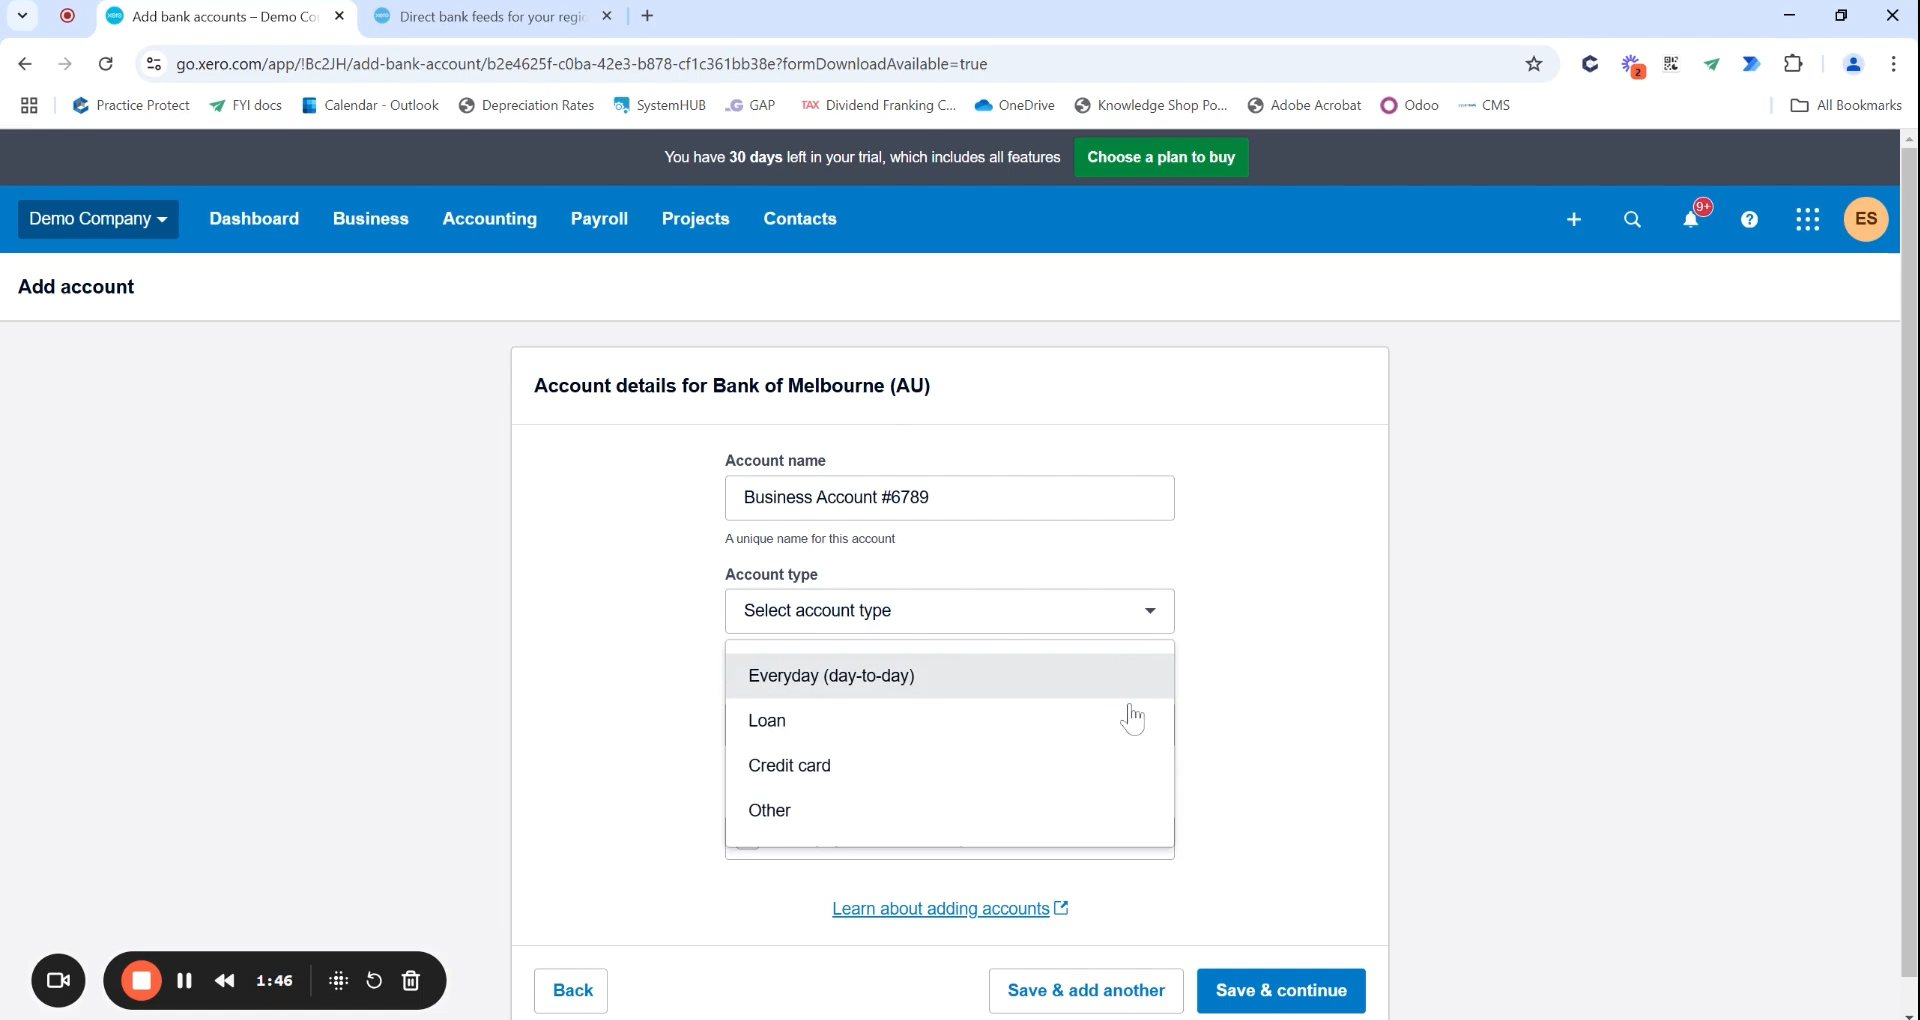 Add bank accounts – Demo Co
Direct bank feeds for your regi
go.xero.com/app/!Bc2JH/add-bank-account/b2e4625f-c0ba-42e3-b878-cf1c361bb38e?formDownloadAvailable=true
2
Practice Protect
FYI docs
Calendar - Outlook
Depreciation Rates
SystemHUB
GAP
TAX Dividend Franking C...
OneDrive
Knowledge Shop Po...
Adobe Acrobat
Odoo
CMS
All Bookmarks
You have 30 days left in your trial, which includes all features
Choose a plan to buy
Demo Company
Dashboard
Business
Accounting
Payroll
Projects
Contacts
9+
ES
Add account
Account details for Bank of Melbourne (AU)
Account name
Business Account #6789
A unique name for this account
Account type
Select account type
Everyday (day-to-day)
Loan
Credit card
Other
Learn about adding accounts
Back
Save & add another
Save & continue
1:46